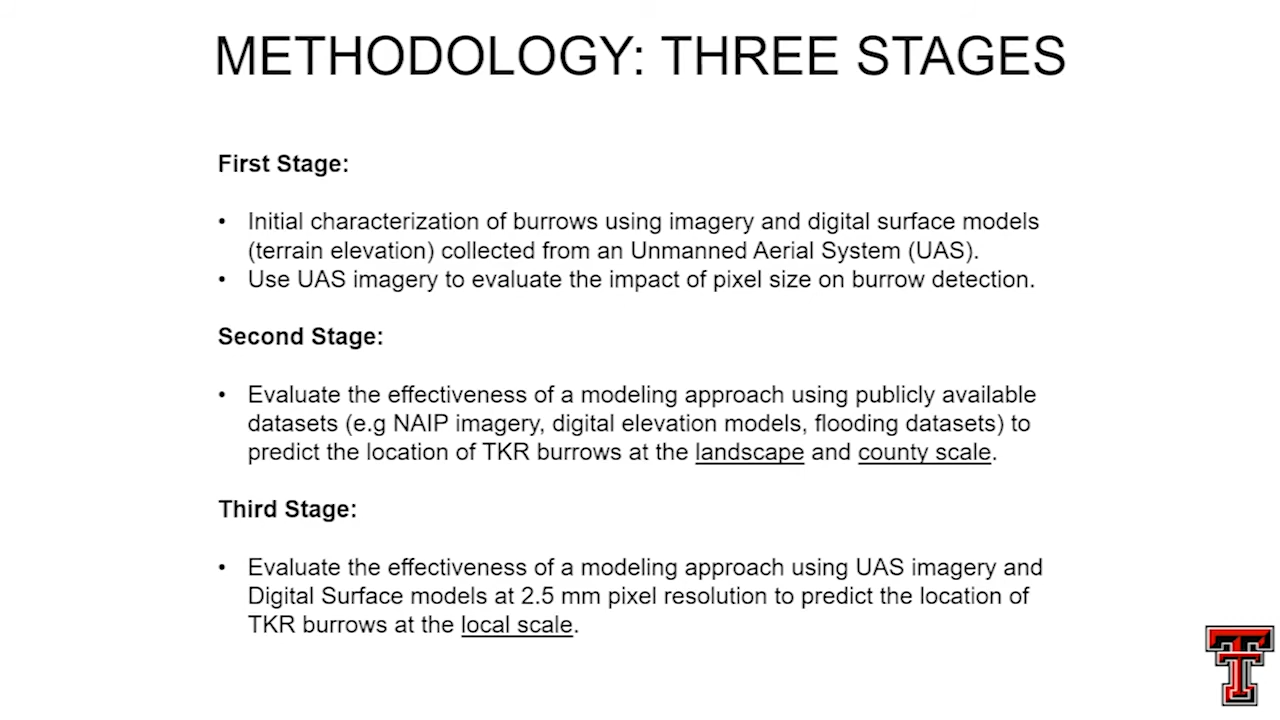 METHODOLOGY: THREE STAGES
First Stage:
• Initial characterization of burrows using imagery and digital surface models
(terrain elevation) collected from an Unmanned Aerial System (UAS).
• Use UAS imagery to evaluate the impact of pixel size on burrow detection.
Second Stage:
• Evaluate the effectiveness of a modeling approach using publicly available
datasets (e.g NAIP imagery, digital elevation models, flooding datasets) to
predict the location of TKR burrows at the landscape and county scale.
Third Stage:
• Evaluate the effectiveness of a modeling approach using UAS imagery and
Digital Surface models at 2.5 mm pixel resolution to predict the location of
TKR burrows at the local scale.
TT